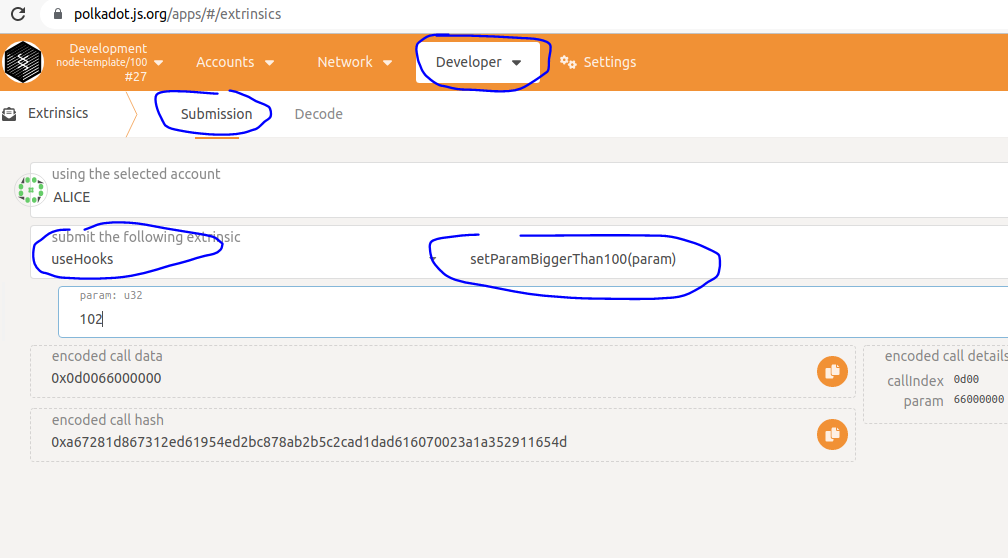 polkadot.js.org/apps/#/extrinsics
Development
node-template/100
#27
Accounts
Network
Developer
Settings
Extrinsics
Submission
Decode
using the selected account
ALICE
submit the following extrinsic
useHooks
setParamBiggerThan100(param)
param: u32
102
encoded call data
0x0d0066000000
encoded call details
callIndex 0d00
param 66000000
encoded call hash
0xa67281d867312ed61954ed2bc878ab2b5c2cad1dad616070023a1a352911654d